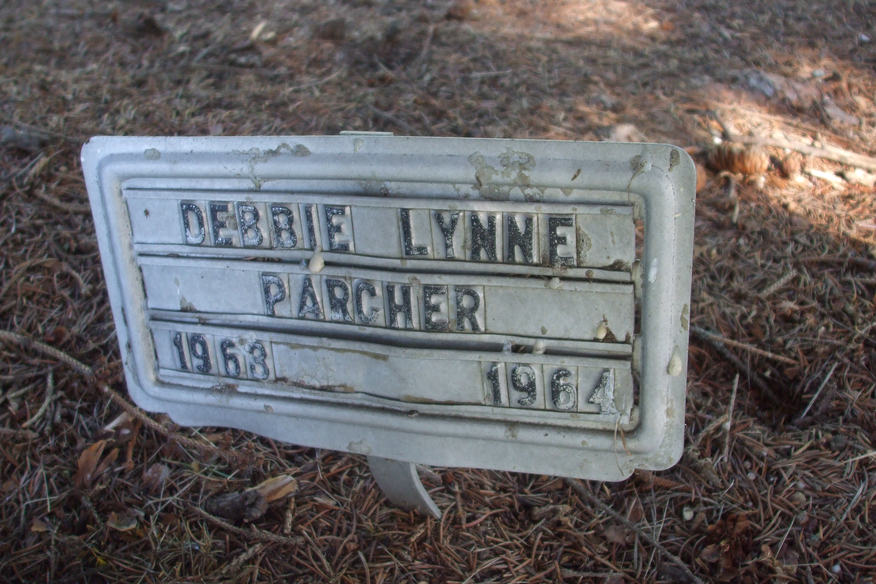 DEBBIE LYNNE
PARCHER
1963 1964